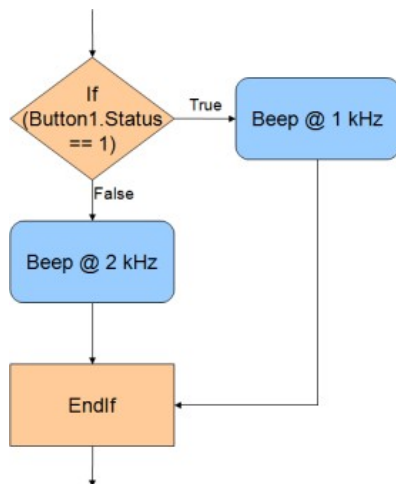 If
(Button1.Status
== 1)
True
Beep @ 1 kHz
False
Beep @ 2 kHz
EndIf